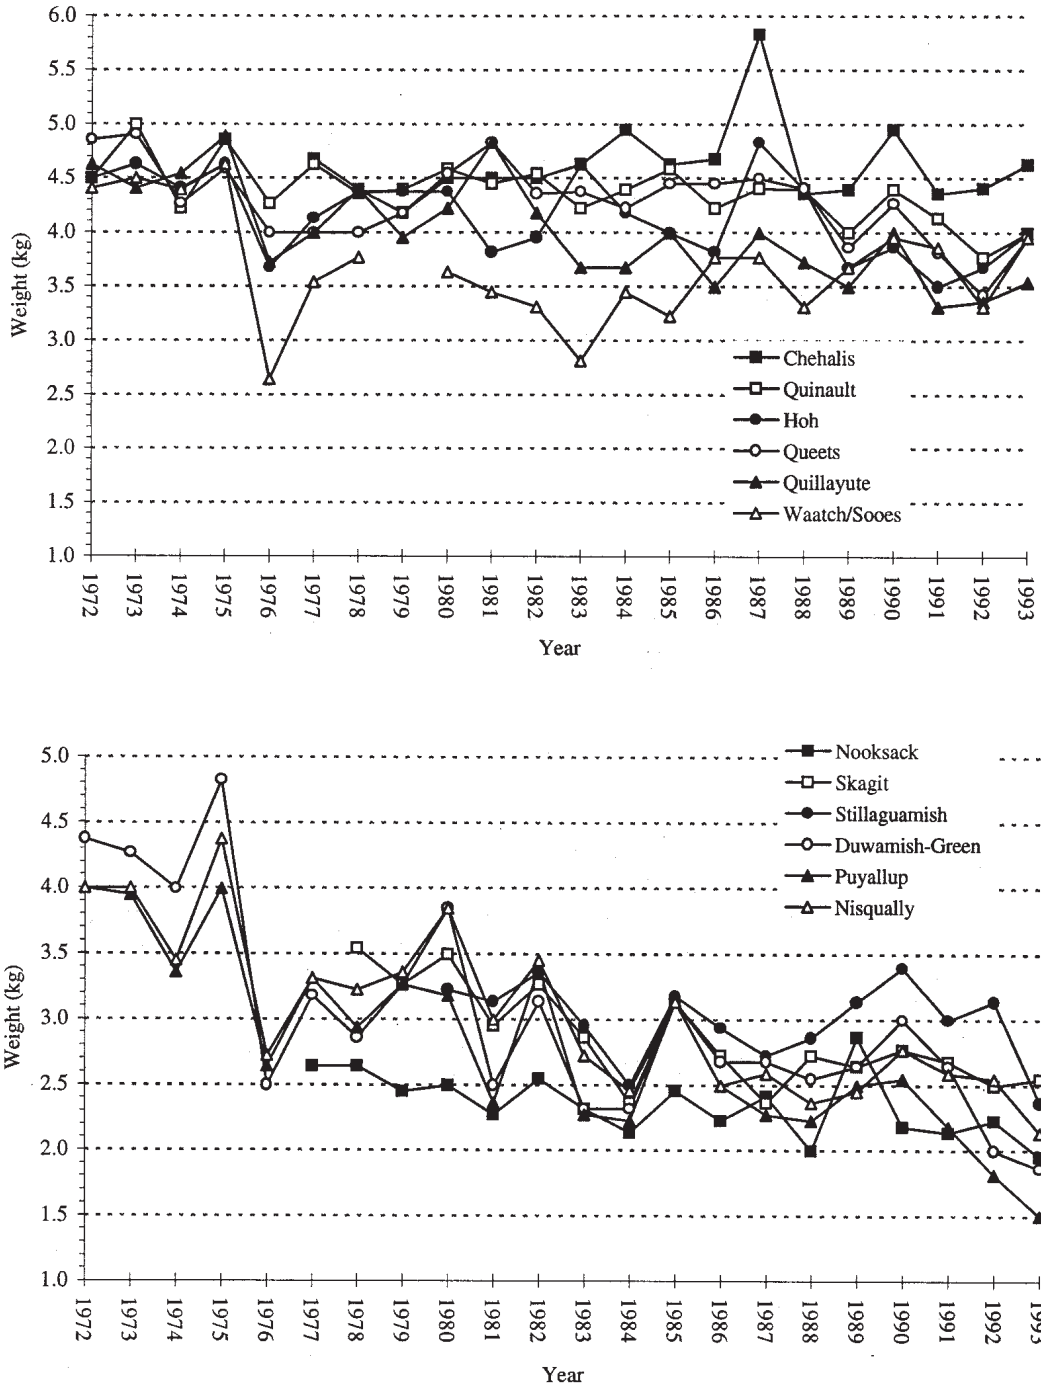 6.0
5.5
5.0
4.5
4.0
3.5
3.0
2.5
2.0
1.5
1.0
Weight (kg)
Chehalis
Quinault
Hoh
Queets
Quillayute
Waatch/Sooes
1972 1973 1974 1975 1976 1977 1978 1979 1980 1981 1982 1983 1984 1985 1986 1987 1988 1989 1990 1991 1992 1993
Year
5.0
4.5
4.0
3.5
3.0
2.5
2.0
1.5
1.0
Weight (kg)
Nooksack
Skagit
Stillaguamish
Duwamish-Green
Puyallup
Nisqually
1972 1973 1974 1975 1976 1977 1978 1979 1980 1981 1982 1983 1984 1985 1986 1987 1988 1989 1990 1991 1992 1993
Year